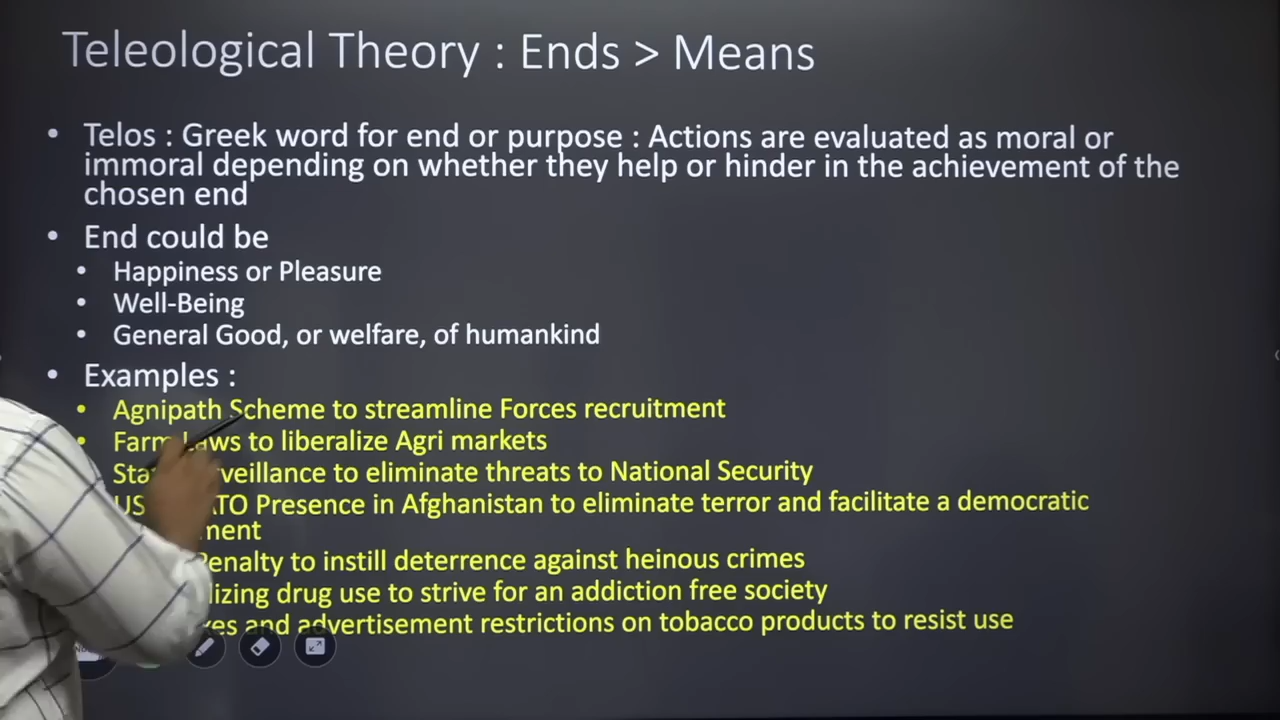 Teleological Theory : Ends > Means
• Telos : Greek word for end or purpose : Actions are evaluated as moral or
immoral depending on whether they help or hinder in the achievement of the
chosen end
• End could be
• Happiness or Pleasure
• Well-Being
• General Good, or welfare, of humankind
• Examples :
• Agnipath Scheme to streamline Forces recruitment
• Farm Laws to liberalize Agri markets
to eliminate threats to National Security
US Presence in Afghanistan to eliminate terror and facilitate a democratic
Penalty to instill deterrence against heinous crimes
drug use to strive for an addiction free society
and advertisement restrictions on tobacco products to resist use